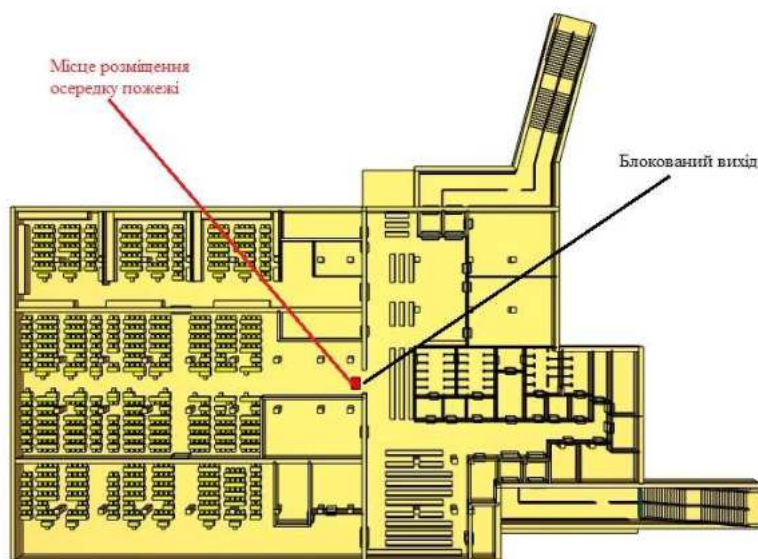 Місце розміщення
осередку пожежі
Блокований вихід